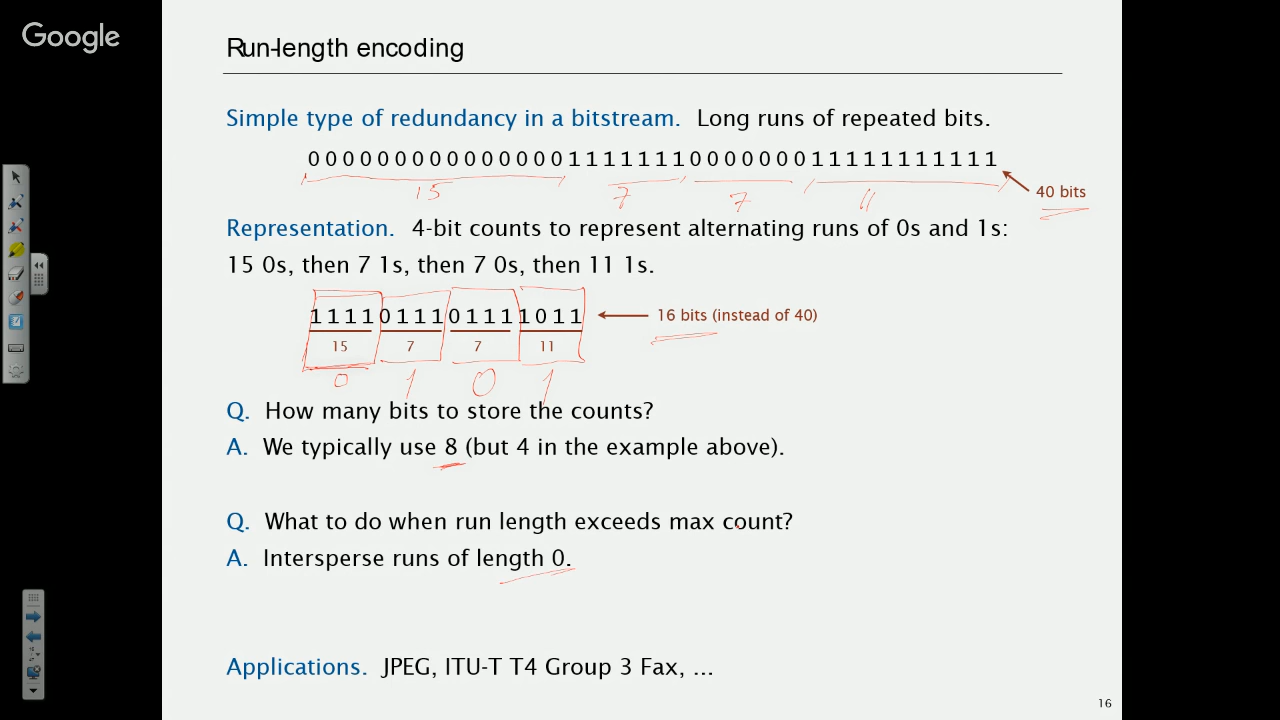 Google
Run-length encoding
Simple type of redundancy in a bitstream. Long runs of repeated bits.
0000000000000001111111000000011111111111
15 7 7 11
40 bits
Representation. 4-bit counts to represent alternating runs of 0s and 1s:
15 0s, then 7 1s, then 7 0s, then 11 1s.
1111011101111011 16 bits (instead of 40)
15 7 7 11
0 1 0 1
Q. How many bits to store the counts?
A. We typically use 8 (but 4 in the example above).
Q. What to do when run length exceeds max count?
A. Intersperse runs of length 0.
Applications. JPEG, ITU-T T4 Group 3 Fax, ...
16